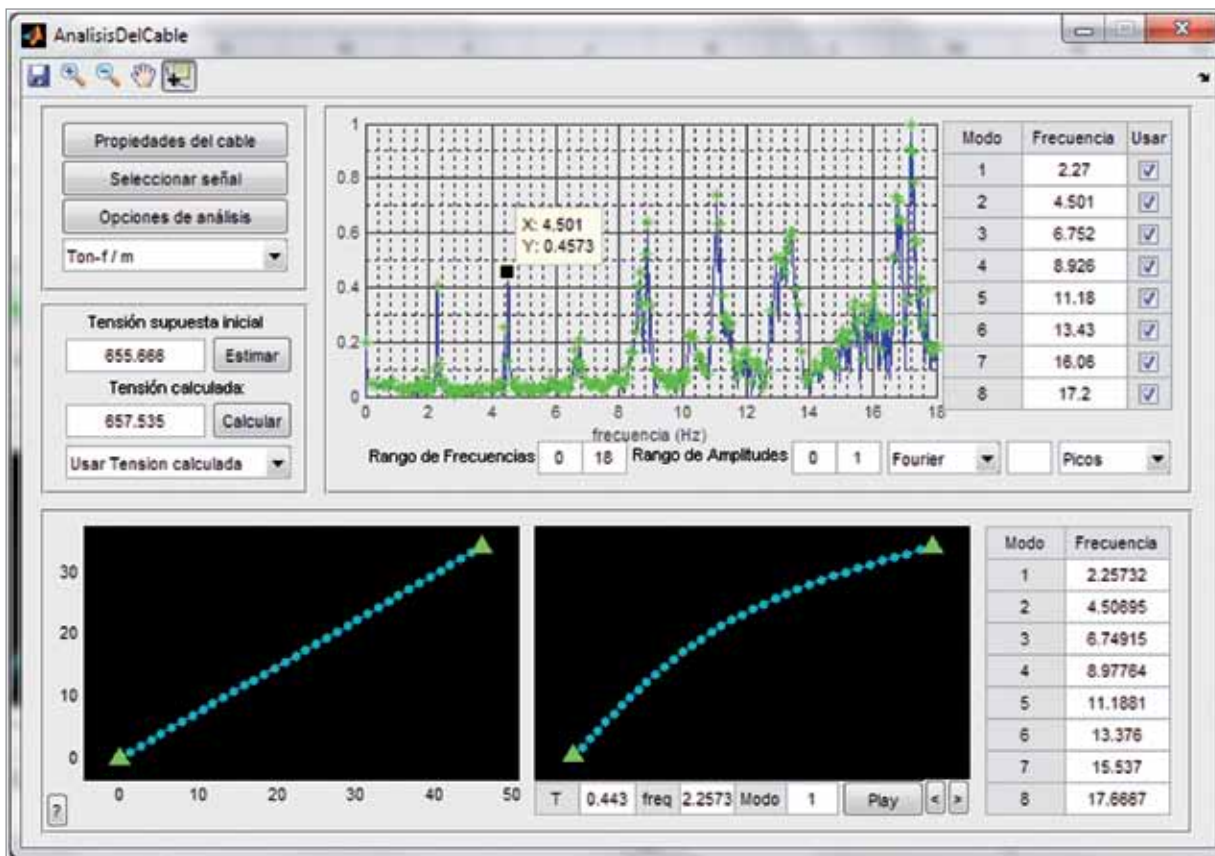 AnalisisDelCable
Propiedades del cable
Seleccionar señal
Opciones de análisis
Ton-f / m
Tensión supuesta inicial
655.666 Estimar
Tensión calculada:
657.535 Calcular
Usar Tension calculada
1
0.8
0.6
0.4
0.2
0
X: 4.501
Y: 0.4573
0 2 4 6 8 10 12 14 16 18
frecuencia (Hz)
Rango de Frecuencias 0 18 Rango de Amplitudes 0 1 Fourier Picos
Modo Frecuencia Usar
1 2.27
2 4.501
3 6.752
4 8.926
5 11.18
6 13.43
7 16.06
8 17.2
30
20
10
0
0 10 20 30 40 50
?
T 0.443 freq 2.2573 Modo 1 Play < >
Modo Frecuencia
1 2.25732
2 4.50695
3 6.74915
4 8.97764
5 11.1881
6 13.376
7 15.537
8 17.6667